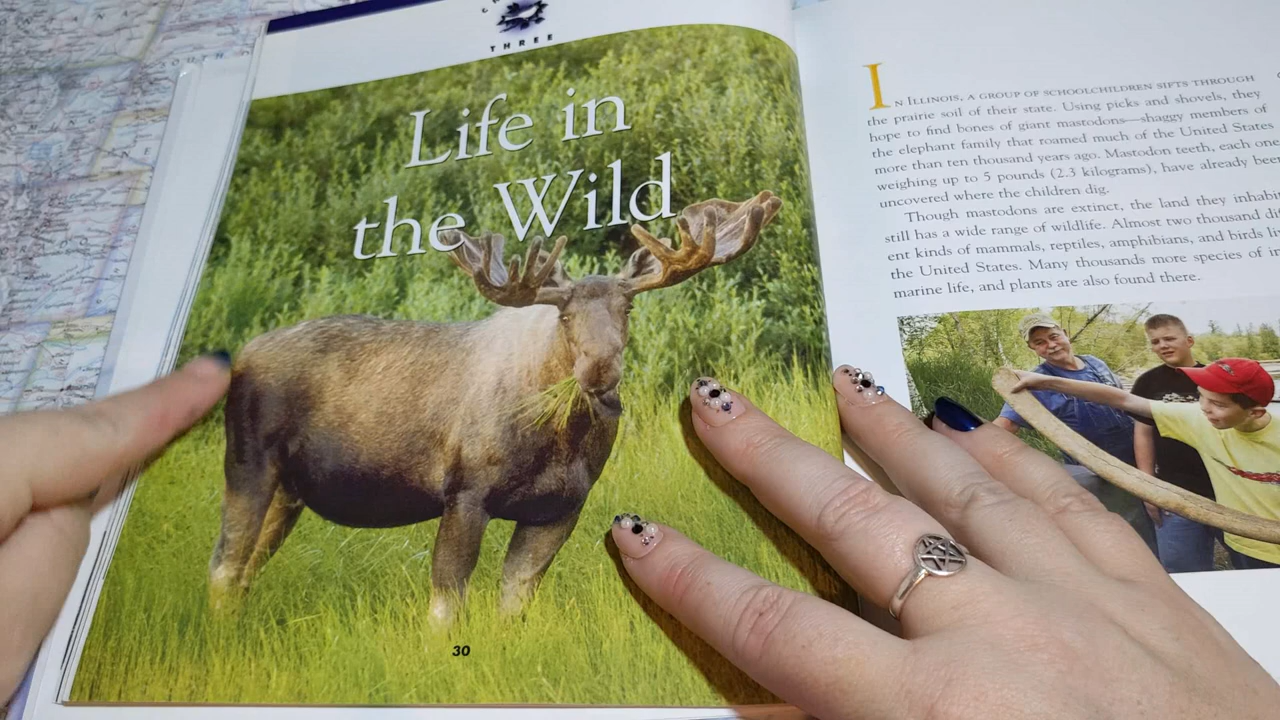 THREE
Life in
the Wild
30
IN ILLINOIS, A GROUP OF SCHOOLCHILDREN SIFTS THROUGH
the prairie soil of their state. Using picks and shovels, they
hope to find bones of giant mastodons—shaggy members of
the elephant family that roamed much of the United States
more than ten thousand years ago. Mastodon teeth, each one
weighing up to 5 pounds (2.3 kilograms), have already been
uncovered where the children dig.
Though mastodons are extinct, the land they inhabi
still has a wide range of wildlife. Almost two thousand di
ent kinds of mammals, reptiles, amphibians, and birds li
the United States. Many thousands more species of in
marine life, and plants are also found there.